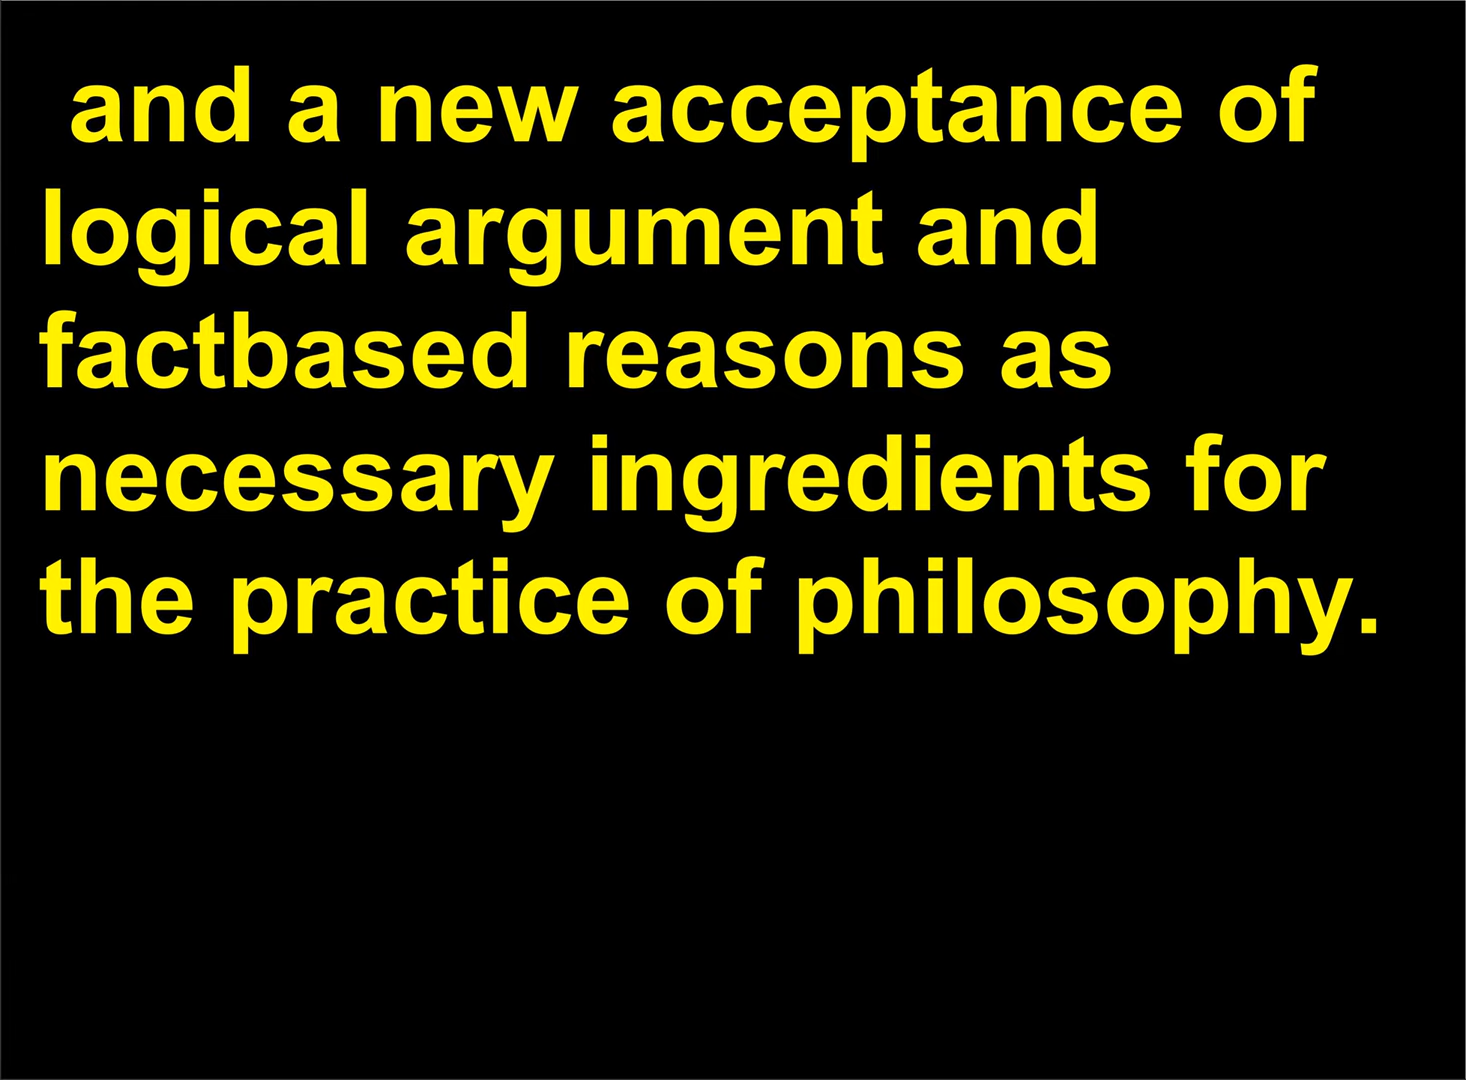 and a new acceptance of
logical argument and
factbased reasons as
necessary ingredients for
the practice of philosophy.